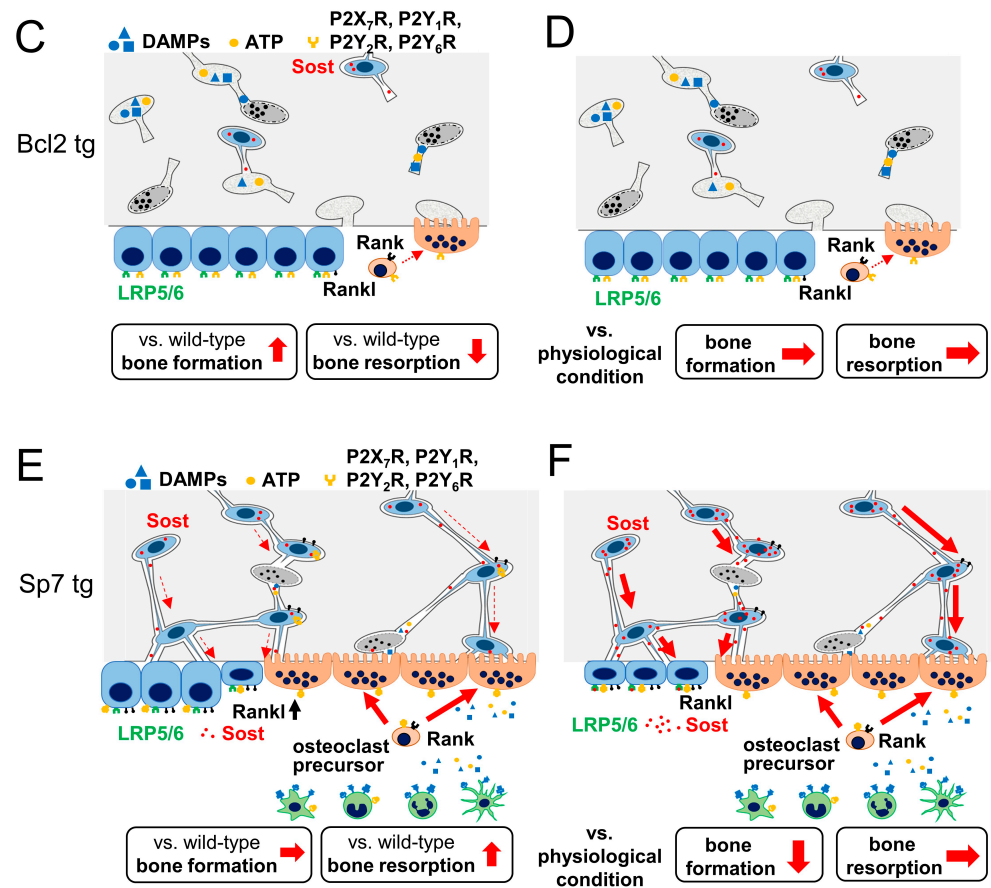 C
DAMPs
ATP
P2X7R, P2Y1R,
P2Y2R, P2Y6R
Sost
Bcl2 tg
Rank
Rankl
LRP5/6
vs. wild-type
bone formation
vs. wild-type
bone resorption
D
Rank
Rankl
LRP5/6
vs.
physiological
condition
bone
formation
bone
resorption
E
DAMPs
ATP
P2X7R, P2Y1R,
P2Y2R, P2Y6R
Sost
Sp7 tg
Rankl
LRP5/6
Sost
Rank
osteoclast
precursor
vs. wild-type
bone formation
vs. wild-type
bone resorption
F
Sost
Rankl
LRP5/6
Sost
Rank
osteoclast
precursor
vs.
physiological
condition
bone
formation
bone
resorption